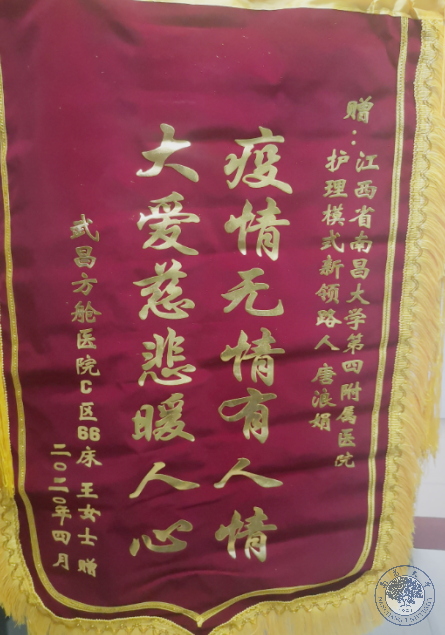 赠：江西省南昌大学第四附属医院
护理模式新领路人 唐浪娟
疫情无情有人情
大爱慈悲暖人心
武昌方舱医院C区66床 王女士 赠
二〇二〇年四月